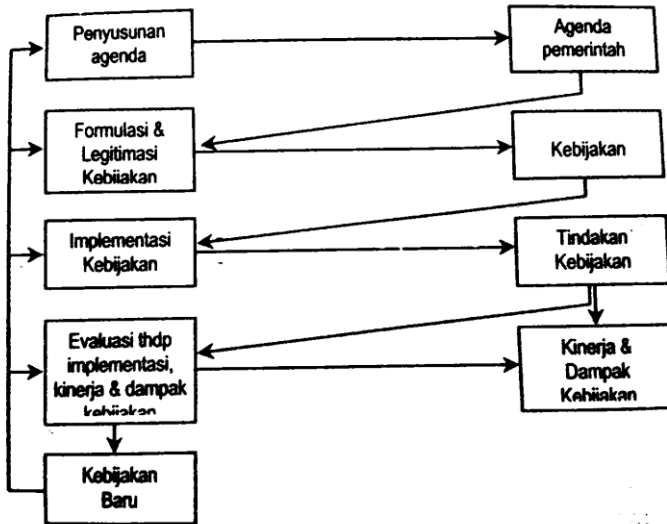 Penyusunan
agenda
Agenda
pemerintah
Formulasi &
Legitimasi
Kebijakan
Kebijakan
Implementasi
Kebijakan
Tindakan
Kebijakan
Evaluasi thdp
implementasi,
kinerja & dampak
kebijakan
Kinerja &
Dampak
Kebijakan
Kebijakan
Baru